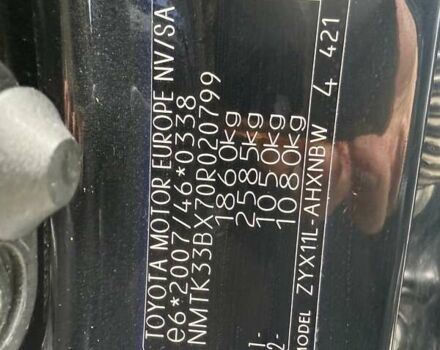 TOYOTA MOTOR EUROPE NV/SA
e6*2007/46*0338
NMTK33BX70R020799
1860kg
2585kg
1- 1050kg
2- 1080kg
MODEL ZYX11L-AHXNBW 4 421